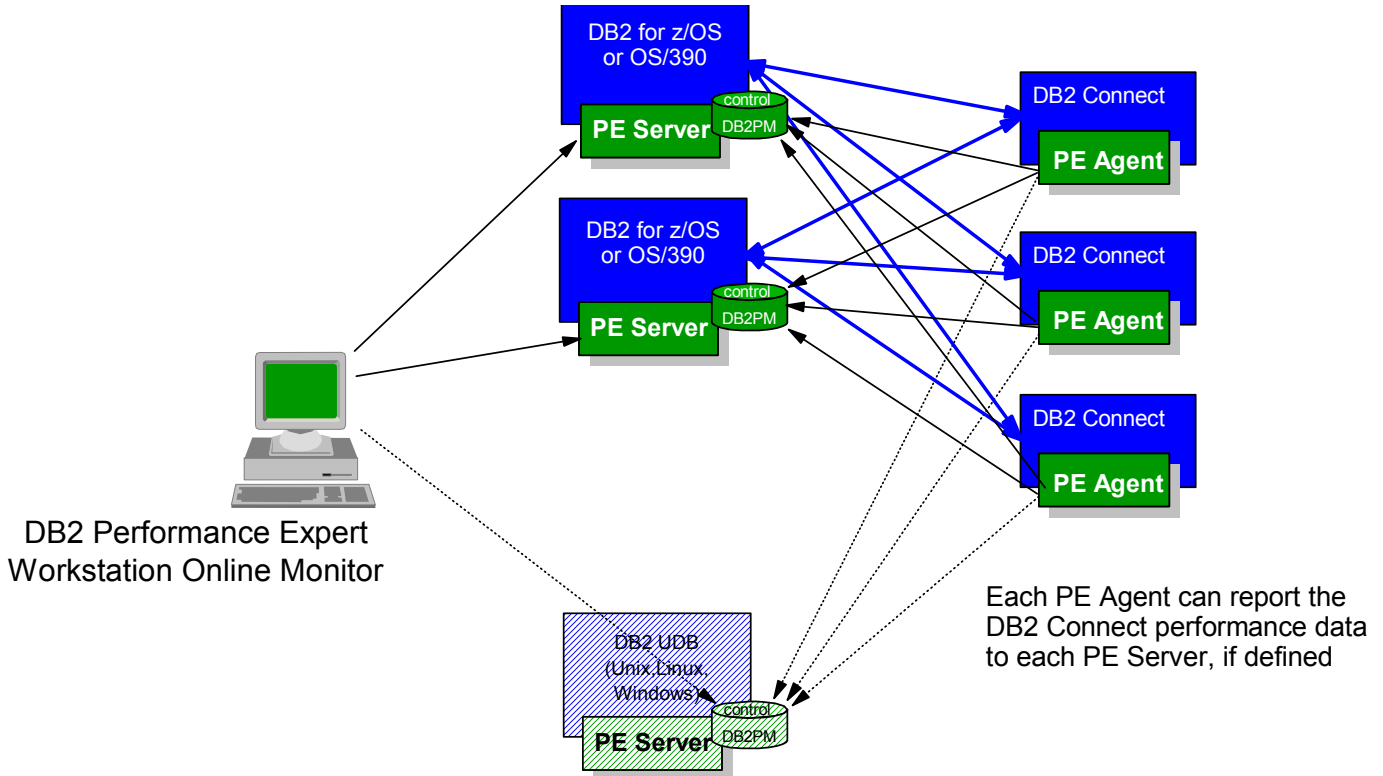 DB2 for z/OS
or OS/390
control
DB2PM
PE Server
DB2 Connect
PE Agent
DB2 for z/OS
or OS/390
control
DB2PM
PE Server
DB2 Connect
PE Agent
DB2 Connect
PE Agent
DB2 Performance Expert
Workstation Online Monitor
Each PE Agent can report the
DB2 Connect performance data
to each PE Server, if defined
DB2 UDB
(Unix,Linux,
Windows)
control
DB2PM
PE Server